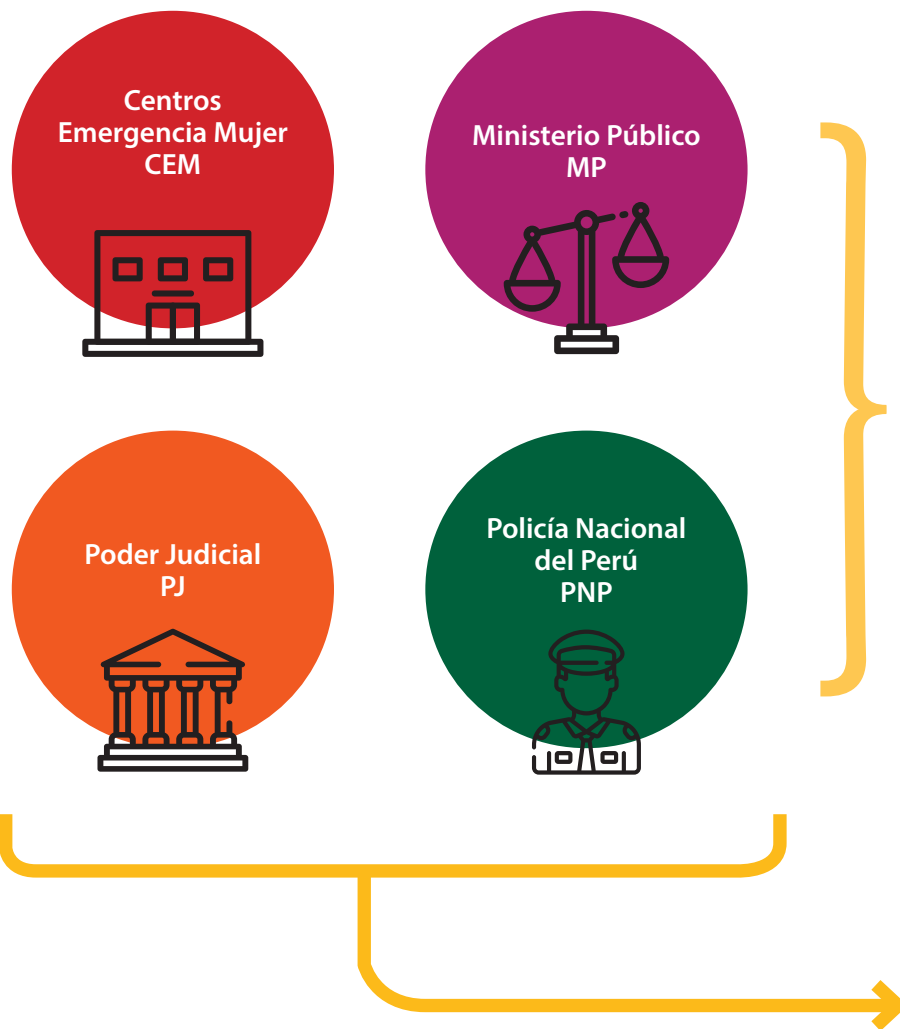 Centros
Emergencia Mujer
CEM
Ministerio Público
MP
Poder Judicial
PJ
Policía Nacional
del Perú
PNP